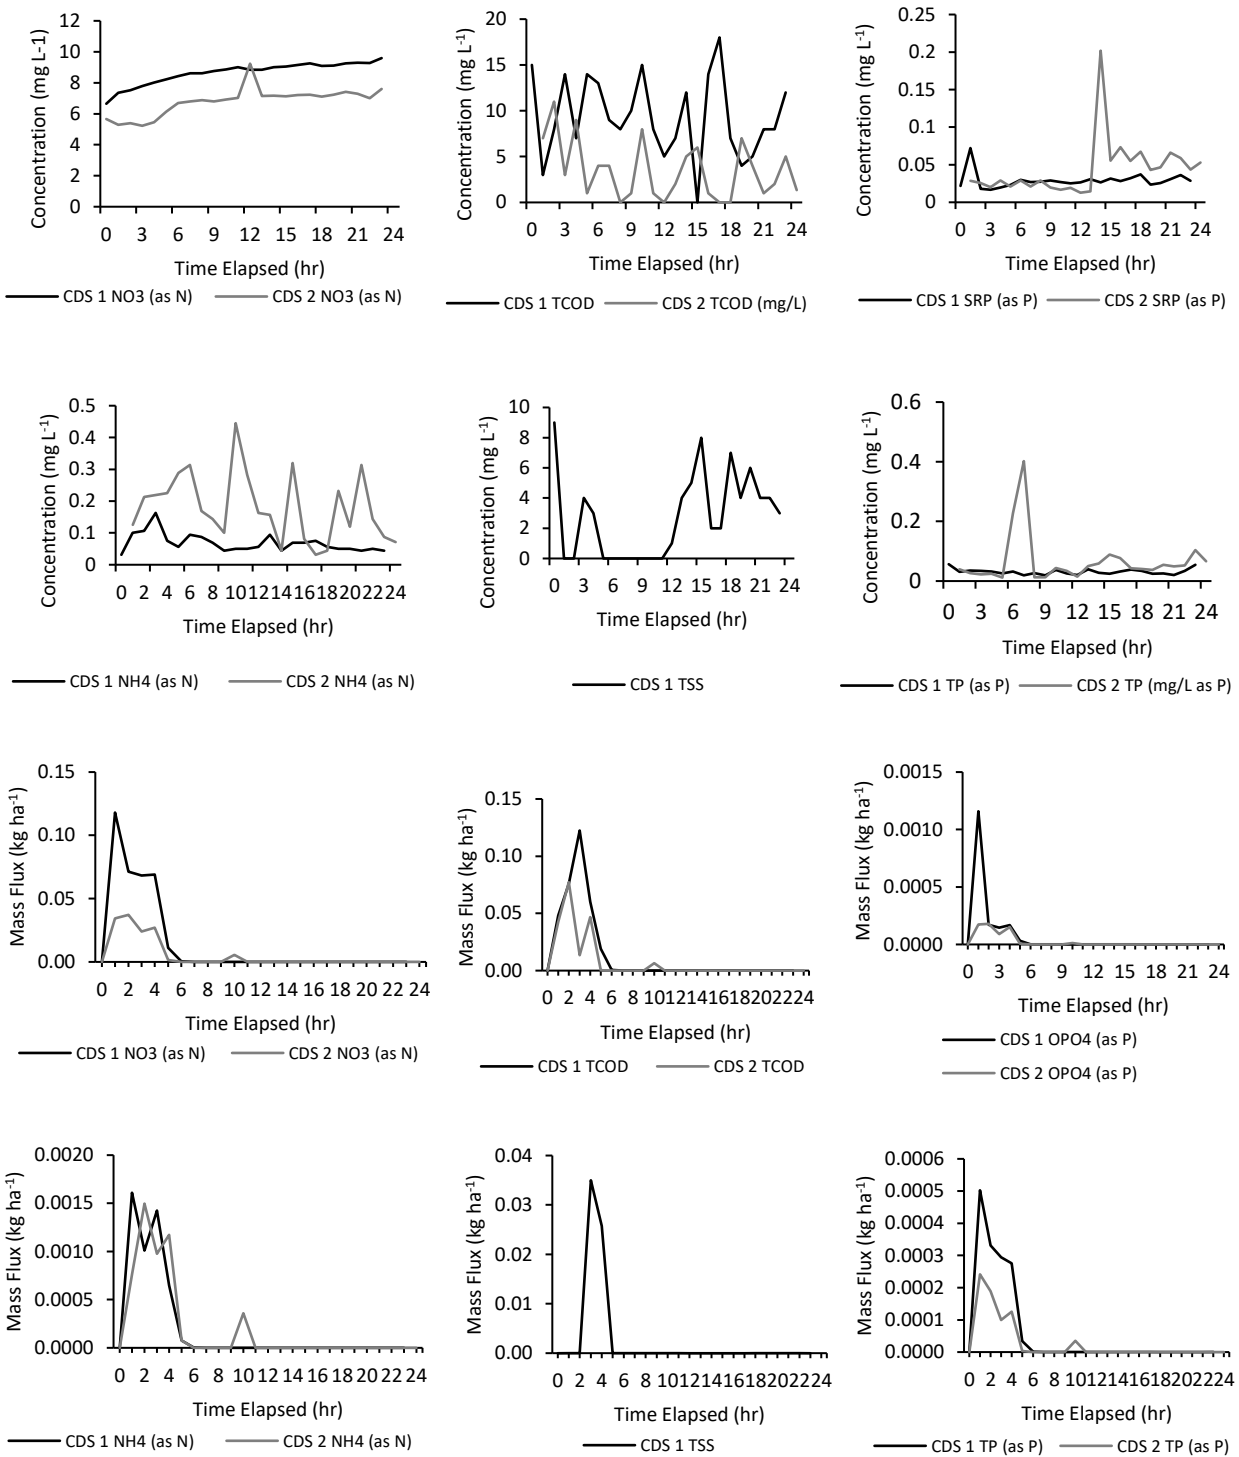 Concentration (mg L-1)
12
10
8
6
4
2
0
0 3 6 9 12 15 18 21 24
Time Elapsed (hr)
CDS 1 NO3 (as N) CDS 2 NO3 (as N)
Concentration (mg L-1)
20
15
10
5
0
0 3 6 9 12 15 18 21 24
Time Elapsed (hr)
CDS 1 TCOD CDS 2 TCOD (mg/L)
Concentration (mg L-1)
0.25
0.2
0.15
0.1
0.05
0
0 3 6 9 12 15 18 21 24
Time Elapsed (hr)
CDS 1 SRP (as P) CDS 2 SRP (as P)
Concentration (mg L-1)
0.5
0.4
0.3
0.2
0.1
0
0 2 4 6 8 10 12 14 16 18 20 22 24
Time Elapsed (hr)
CDS 1 NH4 (as N) CDS 2 NH4 (as N)
Concentration (mg L-1)
10
8
6
4
2
0
0 3 6 9 12 15 18 21 24
Time Elapsed (hr)
CDS 1 TSS
Concentration (mg L-1)
0.6
0.4
0.2
0
0 3 6 9 12 15 18 21 24
Time Elapsed (hr)
CDS 1 TP (as P) CDS 2 TP (mg/L as P)
Mass Flux (kg ha-1)
0.15
0.10
0.05
0.00
0 2 4 6 8 10 12 14 16 18 20 22 24
Time Elapsed (hr)
CDS 1 NO3 (as N) CDS 2 NO3 (as N)
Mass Flux (kg ha-1)
0.15
0.10
0.05
0.00
0 2 4 6 8 10 12 14 16 18 20 22 24
Time Elapsed (hr)
CDS 1 TCOD CDS 2 TCOD
Mass Flux (kg ha-1)
0.0015
0.0010
0.0005
0.0000
0 3 6 9 12 15 18 21 24
Time Elapsed (hr)
CDS 1 OPO4 (as P)
CDS 2 OPO4 (as P)
Mass Flux (kg ha-1)
0.0020
0.0015
0.0010
0.0005
0.0000
0 2 4 6 8 10 12 14 16 18 20 22 24
Time Elapsed (hr)
CDS 1 NH4 (as N) CDS 2 NH4 (as N)
Mass Flux (kg ha-1)
0.04
0.03
0.02
0.01
0.00
0 2 4 6 8 10 12 14 16 18 20 22 24
Time Elapsed (hr)
CDS 1 TSS
Mass Flux (kg ha-1)
0.0006
0.0005
0.0004
0.0003
0.0002
0.0001
0.0000
0 2 4 6 8 10 12 14 16 18 20 22 24
Time Elapsed (hr)
CDS 1 TP (as P) CDS 2 TP (as P)